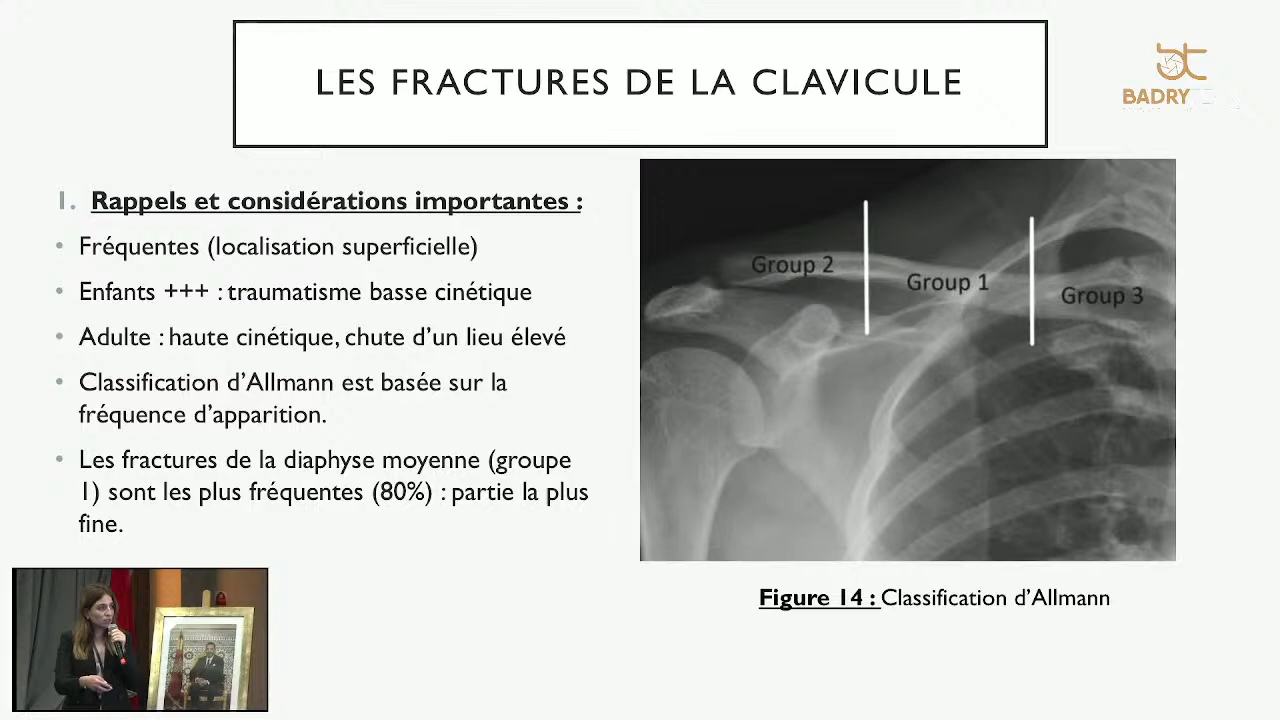 LES FRACTURES DE LA CLAVICULE
BADRY
1. Rappels et considérations importantes :
• Fréquentes (localisation superficielle)
• Enfants +++ : traumatisme basse cinétique
• Adulte : haute cinétique, chute d'un lieu élevé
• Classification d'Allmann est basée sur la
fréquence d'apparition.
• Les fractures de la diaphyse moyenne (groupe
1) sont les plus fréquentes (80%) : partie la plus
fine.
Group 2
Group 1
Group 3
Figure 14 : Classification d'Allmann